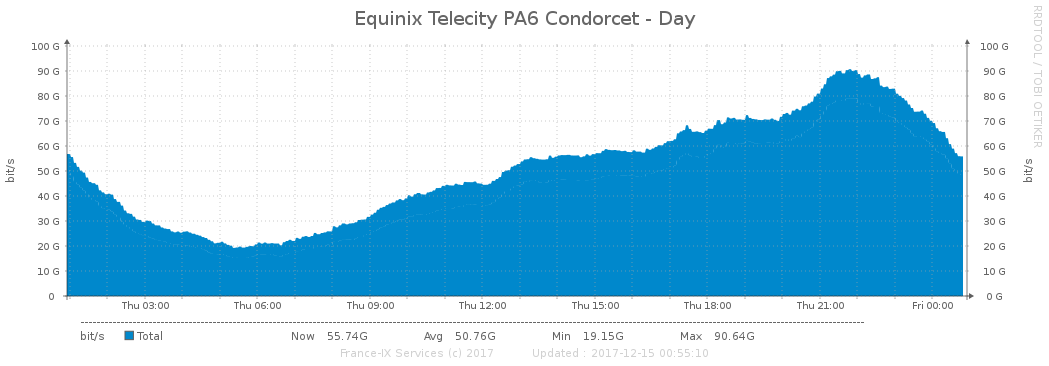 Equinix Telecity PA6 Condorcet - Day
RRDTOOL / TOBI OETIKER
100 G 100 G
90 G 90 G
80 G 80 G
70 G 70 G
60 G 60 G
50 G 50 G
40 G 40 G
30 G 30 G
20 G 20 G
10 G 10 G
0 0 G
bit/s bit/s
Thu 03:00 Thu 06:00 Thu 09:00 Thu 12:00 Thu 15:00 Thu 18:00 Thu 21:00 Fri 00:00
bit/s Total Now 55.74G Avg 50.76G Min 19.15G Max 90.64G
France-IX Services (c) 2017 Updated : 2017-12-15 00:55:10